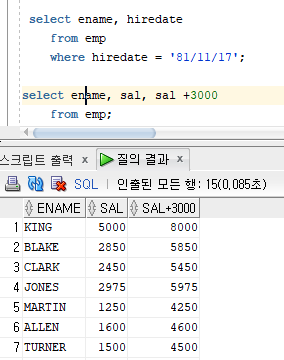 select ename, hiredate
from emp
where hiredate = '81/11/17';
select ename, sal, sal +3000
from emp;
스크립트 출력 × 질의 결과 ×
SQL | 인출된 모든 행: 15(0,085초)
ENAME SAL SAL+3000
1 KING 5000 8000
2 BLAKE 2850 5850
3 CLARK 2450 5450
4 JONES 2975 5975
5 MARTIN 1250 4250
6 ALLEN 1600 4600
7 TURNER 1500 4500